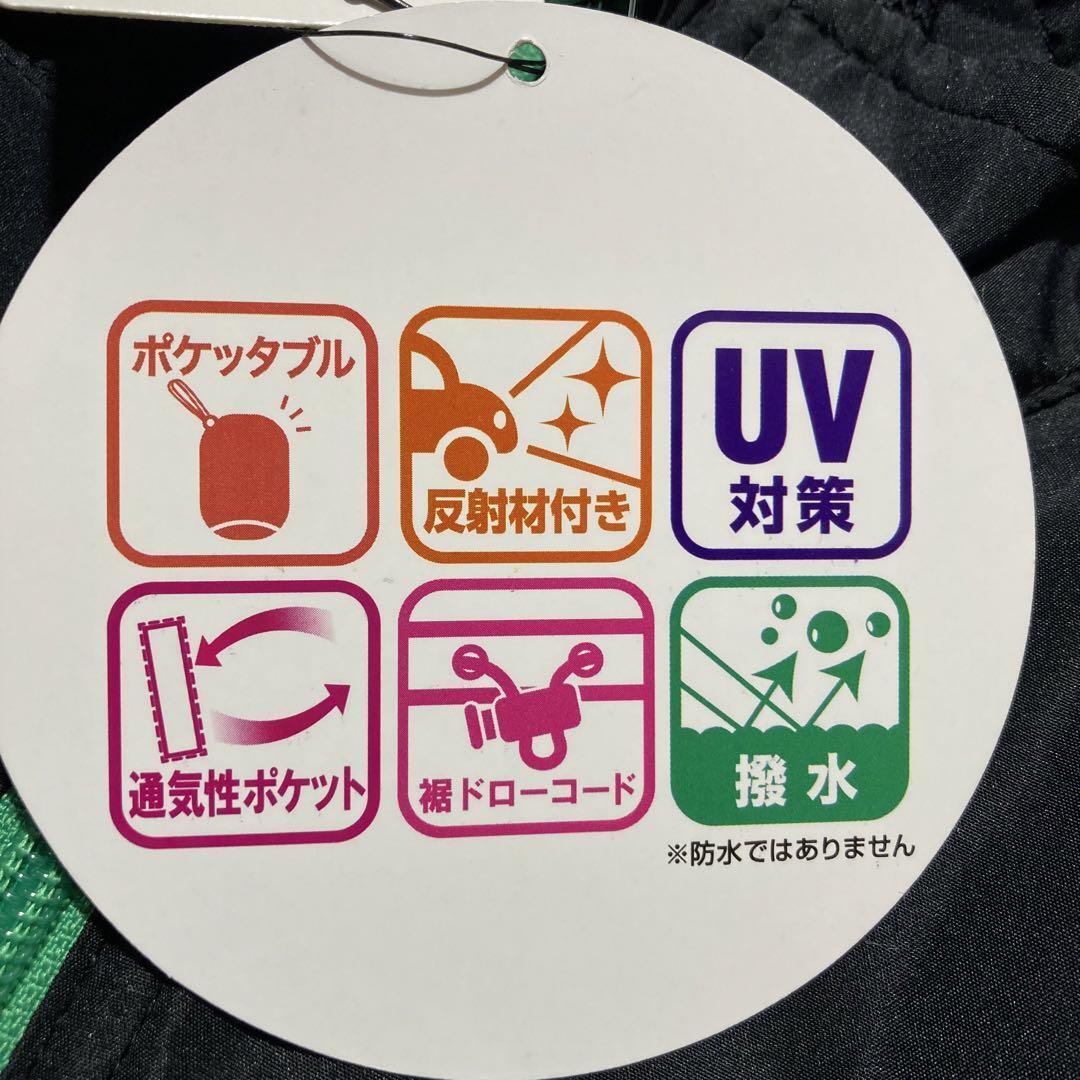 ポケッタブル
反射材付き
UV
対策
通気性ポケット
裾ドローコード
撥水
※防水ではありません